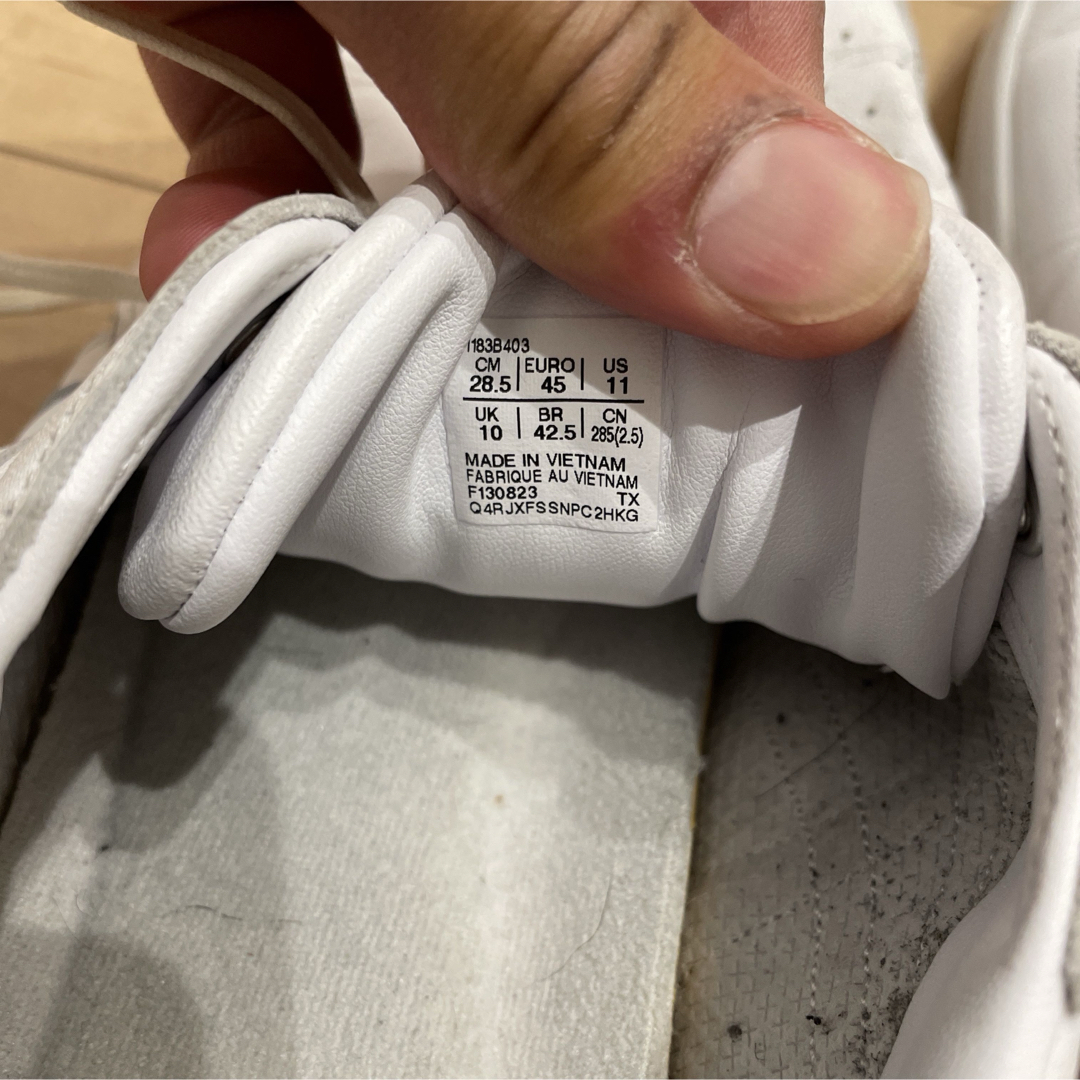 1183B403
CM | EURO | US
28.5 | 45 | 11
UK | BR | CN
10 | 42.5 | 285(2.5)
MADE IN VIETNAM
FABRIQUE AU VIETNAM
F130823 TX
Q4RJXFSSNPC2HKG